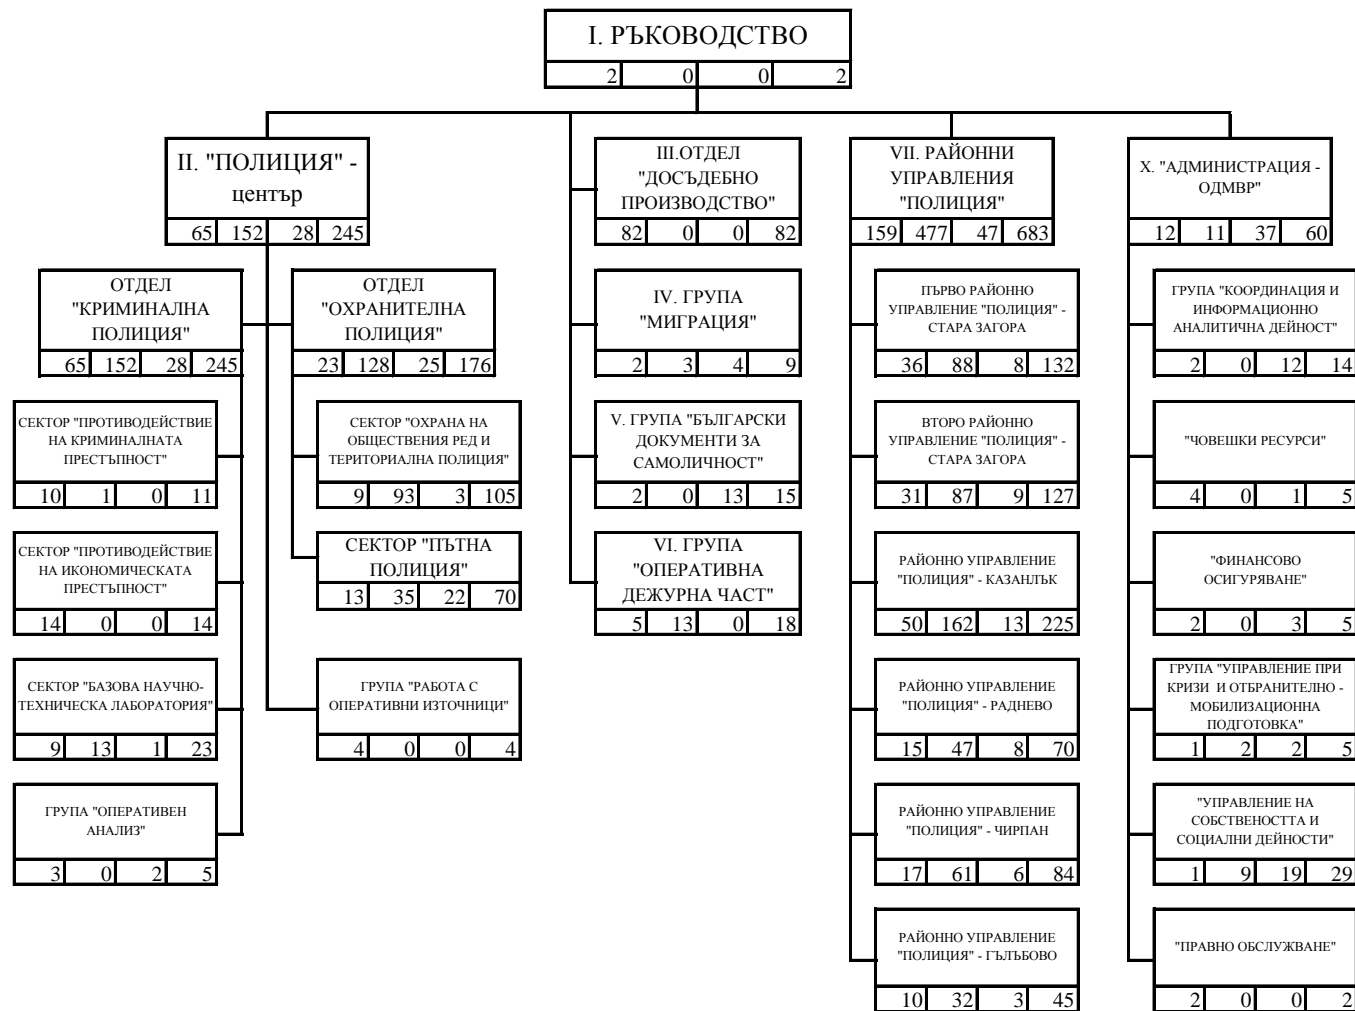 I. РЪКОВОДСТВО
2 0 0 2
II. "ПОЛИЦИЯ" -
център
65 152 28 245
ОТДЕЛ
"КРИМИНАЛНА
ПОЛИЦИЯ"
65 152 28 245
СЕКТОР "ПРОТИВОДЕЙСТВИЕ
НА КРИМИНАЛНАТА
ПРЕСТЪПНОСТ"
10 1 0 11
СЕКТОР "ПРОТИВОДЕЙСТВИЕ
НА ИКОНОМИЧЕСКАТА
ПРЕСТЪПНОСТ"
14 0 0 14
СЕКТОР "БАЗОВА НАУЧНО-
ТЕХНИЧЕСКА ЛАБОРАТОРИЯ"
9 13 1 23
ГРУПА "ОПЕРАТИВЕН
АНАЛИЗ"
3 0 2 5
ОТДЕЛ
"ОХРАНИТЕЛНА
ПОЛИЦИЯ"
23 128 25 176
СЕКТОР "ОХРАНА НА
ОБЩЕСТВЕНИЯ РЕД И
ТЕРИТОРИАЛНА ПОЛИЦИЯ"
9 93 3 105
СЕКТОР "ПЪТНА
ПОЛИЦИЯ"
13 35 22 70
ГРУПА "РАБОТА С
ОПЕРАТИВНИ ИЗТОЧНИЦИ"
4 0 0 4
III.ОТДЕЛ
"ДОСЪДЕБНО
ПРОИЗВОДСТВО"
82 0 0 82
IV. ГРУПА
"МИГРАЦИЯ"
2 3 4 9
V. ГРУПА "БЪЛГАРСКИ
ДОКУМЕНТИ ЗА
САМОЛИЧНОСТ"
2 0 13 15
VI. ГРУПА
"ОПЕРАТИВНА
ДЕЖУРНА ЧАСТ"
5 13 0 18
VII. РАЙОННИ
УПРАВЛЕНИЯ
"ПОЛИЦИЯ"
159 477 47 683
ПЪРВО РАЙОННО
УПРАВЛЕНИЕ "ПОЛИЦИЯ" -
СТАРА ЗАГОРА
36 88 8 132
ВТОРО РАЙОННО
УПРАВЛЕНИЕ "ПОЛИЦИЯ" -
СТАРА ЗАГОРА
31 87 9 127
РАЙОННО УПРАВЛЕНИЕ
"ПОЛИЦИЯ" - КАЗАНЛЪК
50 162 13 225
РАЙОННО УПРАВЛЕНИЕ
"ПОЛИЦИЯ" - РАДНЕВО
15 47 8 70
РАЙОННО УПРАВЛЕНИЕ
"ПОЛИЦИЯ" - ЧИРПАН
17 61 6 84
РАЙОННО УПРАВЛЕНИЕ
"ПОЛИЦИЯ" - ГЪЛЪБОВО
10 32 3 45
X. "АДМИНИСТРАЦИЯ -
ОДМВР"
12 11 37 60
ГРУПА "КООРДИНАЦИЯ И
ИНФОРМАЦИОННО
АНАЛИТИЧНА ДЕЙНОСТ"
2 0 12 14
"ЧОВЕШКИ РЕСУРСИ"
4 0 1 5
"ФИНАНСОВО
ОСИГУРЯВАНЕ"
2 0 3 5
ГРУПА "УПРАВЛЕНИЕ ПРИ
КРИЗИ И ОТБРАНИТЕЛНО -
МОБИЛИЗАЦИОННА
ПОДГОТОВКА"
1 2 2 5
"УПРАВЛЕНИЕ НА
СОБСТВЕНОСТТА И
СОЦИАЛНИ ДЕЙНОСТИ"
1 9 19 29
"ПРАВНО ОБСЛУЖВАНЕ"
2 0 0 2